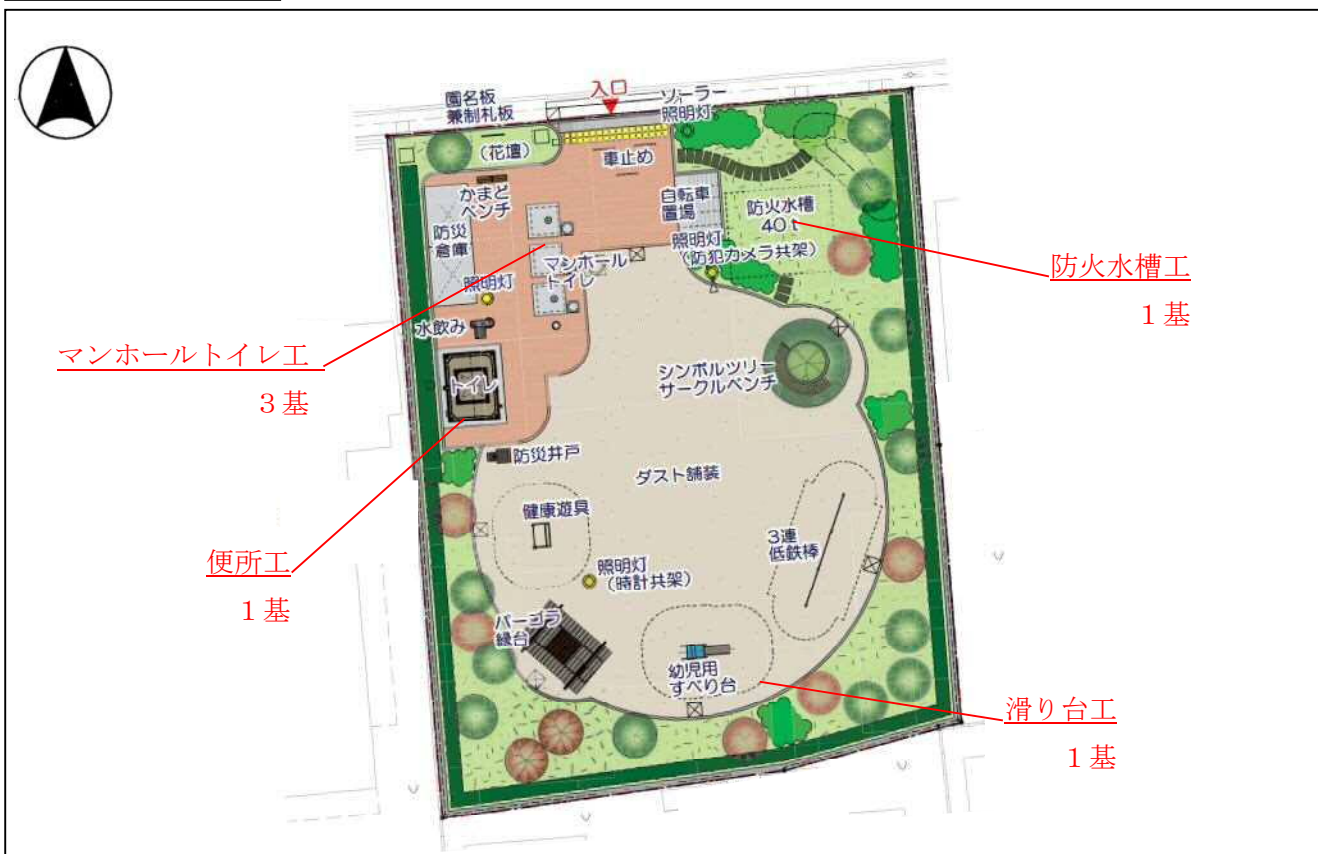 園名板
兼制札板
入口
ソーラー
照明灯
(花壇)
車止め
かまど
ベンチ
自転車
置場
防火水槽
40t
防災
倉庫
照明灯
(防犯カメラ共架)
マンホール
トイレ
照明灯
水飲み
防火水槽工
1基
マンホールトイレ工
3基
トイレ
シンボルツリー
サークルベンチ
防災井戸
ダスト舗装
健康遊具
3連
低鉄棒
便所工
1基
照明灯
(時計共架)
パーゴラ
縁台
幼児用
すべり台
滑り台工
1基